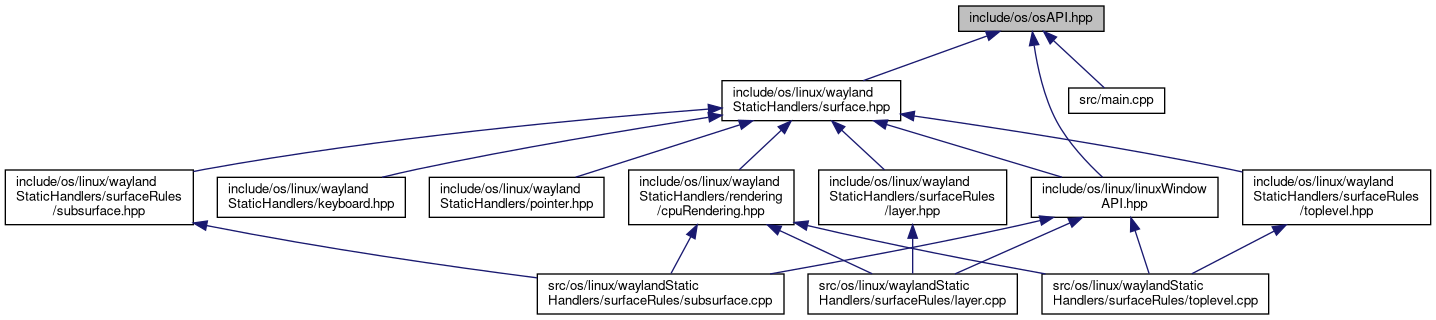 include/os/osAPI.hpp
include/os/linux/wayland
StaticHandlers/surface.hpp
src/main.cpp
include/os/linux/wayland
StaticHandlers/surfaceRules
/subsurface.hpp
include/os/linux/wayland
StaticHandlers/keyboard.hpp
include/os/linux/wayland
StaticHandlers/pointer.hpp
include/os/linux/wayland
StaticHandlers/rendering
/cpuRendering.hpp
include/os/linux/wayland
StaticHandlers/surfaceRules
/layer.hpp
include/os/linux/linuxWindow
API.hpp
include/os/linux/wayland
StaticHandlers/surfaceRules
/toplevel.hpp
src/os/linux/waylandStatic
Handlers/surfaceRules/subsurface.cpp
src/os/linux/waylandStatic
Handlers/surfaceRules/layer.cpp
src/os/linux/waylandStatic
Handlers/surfaceRules/toplevel.cpp